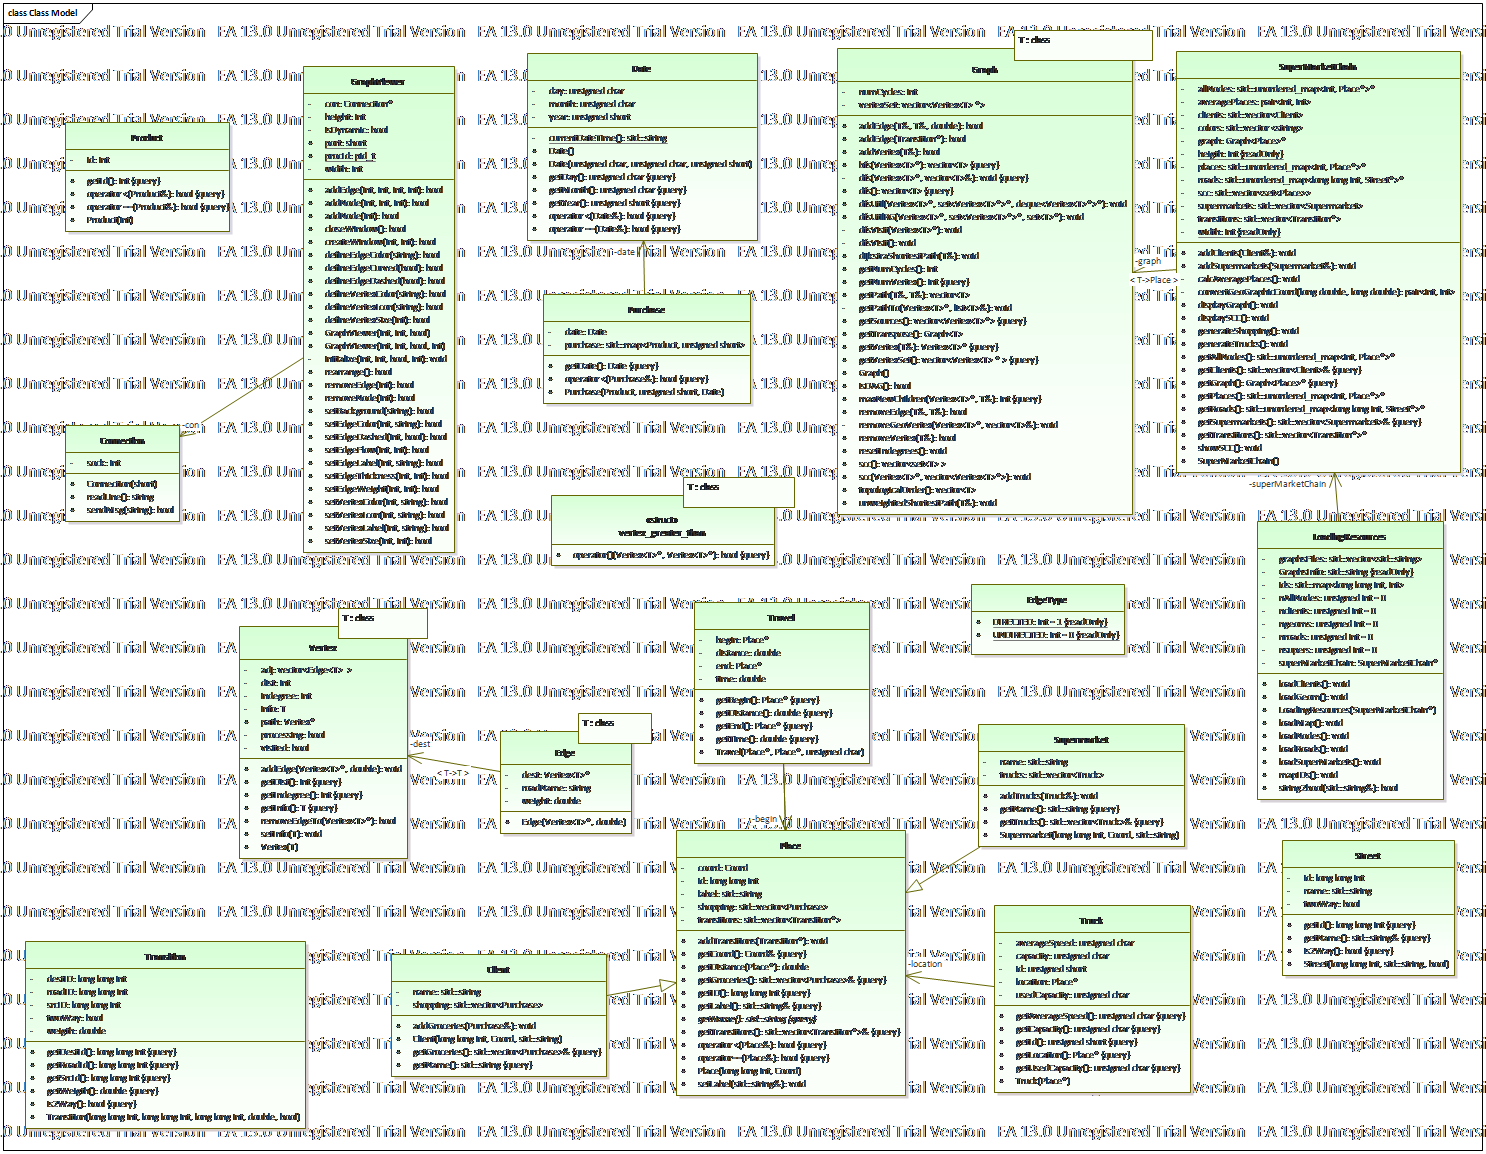 class Class Model
EA 13.0 Unregistered Trial Version
Product
- id: int
+ getId(): int {query}
+ operator<(Product&): bool {query}
+ operator==(Product&): bool {query}
+ Product(int)
GraphViewer
- con: Connection*
- height: int
- isDynamic: bool
- port: short
- procId: pid_t
- width: int
+ addEdge(int, int, int, int): bool
+ addNode(int, int, int): bool
+ addNode(int): bool
+ closeWindow(): bool
+ createWindow(int, int): bool
+ defineEdgeColor(string): bool
+ defineEdgeCurved(bool): bool
+ defineEdgeDashed(bool): bool
+ defineVertexColor(string): bool
+ defineVertexIcon(string): bool
+ defineVertexSize(int): bool
+ GraphViewer(int, int, bool)
+ GraphViewer(int, int, bool, int)
- initialize(int, int, bool, int): void
+ rearrange(): bool
+ removeEdge(int): bool
+ removeNode(int): bool
+ setBackground(string): bool
+ setEdgeColor(int, string): bool
+ setEdgeDashed(int, bool): bool
+ setEdgeFlow(int, int): bool
+ setEdgeLabel(int, string): bool
+ setEdgeThickness(int, int): bool
+ setEdgeWeight(int, int): bool
+ setVertexColor(int, string): bool
+ setVertexIcon(int, string): bool
+ setVertexLabel(int, string): bool
+ setVertexSize(int, int): bool
-con
Connection
- sock: int
+ Connection(short)
+ readLine(): string
+ sendMsg(string): bool
Date
- day: unsigned char
- month: unsigned char
- year: unsigned short
- currentDateTime(): std::string
+ Date()
+ Date(unsigned char, unsigned char, unsigned short)
+ getDay(): unsigned char {query}
+ getMonth(): unsigned char {query}
+ getYear(): unsigned short {query}
+ operator<(Date&): bool {query}
+ operator==(Date&): bool {query}
-date
Purchase
- date: Date
- purchase: std::map<Product, unsigned short>
+ getDate(): Date {query}
+ operator<(Purchase&): bool {query}
+ Purchase(Product, unsigned short, Date)
T : class
«struct»
vertex_greater_than
+ operator()(Vertex<T>*, Vertex<T>*): bool {query}
T : class
Graph
- numCycles: int
- vertexSet: vector<Vertex<T> *>
+ addEdge(T&, T&, double): bool
+ addEdge(Transition*): bool
+ addVertex(T&): bool
+ bfs(Vertex<T>*): vector<T> {query}
- dfs(Vertex<T>*, vector<T>&): void {query}
+ dfs(): vector<T> {query}
+ dfsVisit(Vertex<T>*): void
+ dfsVisit(): void
+ dijkstraShortestPath(T&): void
+ getNumCycles(): int
+ getNumVertex(): int {query}
+ getPath(T&, T&): vector<T>
- getPathTo(Vertex<T>*, list<T>&): void
+ getSources(): vector<Vertex<T>*> {query}
+ getTranspose(): Graph<T>
+ getVertex(T&): Vertex<T>* {query}
+ getVertexSet(): vector<Vertex<T> * > {query}
+ Graph()
+ isDAG(): bool
+ maxNewChildren(Vertex<T>*, T&): int {query}
+ removeEdge(T&, T&): bool
+ removeVertex(T&): bool
+ resetIndegrees(): void
+ scc(): vector<set<T> >
+ topologicalOrder(): vector<T>
+ unweightedShortestPath(T&): void
-graph
< T->Place >
SuperMarketChain
- allNodes: std::unordered_map<int, Place*>*
- averagePlaces: pair<int, int>
- clients: std::vector<Client>
- colors: std::vector<string>
- graph: Graph<Place>*
- heigth: int {readOnly}
- places: std::unordered_map<int, Place*>*
- roads: std::unordered_map<long long int, Street*>*
- scc: std::vector<set<Place>>
- supermarkets: std::vector<Supermarket>
- transitions: std::vector<Transition*>
- width: int {readOnly}
+ addClients(Client&): void
+ addSupermarkets(Supermarket&): void
- calcAveragePlaces(): void
- convertGeoGraphicCoord(long double, long double): pair<int, int>
+ displayGraph(): void
+ displaySCC(): void
+ generateShopping(): void
+ generateTrucks(): void
+ getAllNodes(): std::unordered_map<int, Place*>*
+ getClients(): std::vector<Client>& {query}
+ getGraph(): Graph<Place>* {query}
+ getPlaces(): std::unordered_map<int, Place*>*
+ getRoads(): std::unordered_map<long long int, Street*>*
+ getSupermarkets(): std::vector<Supermarket>& {query}
+ getTransitions(): std::vector<Transition*>*
+ showSCC(): void
+ SuperMarketChain()
-superMarketChain
LoadingResources
- graphsFiles: std::vector<std::string>
- GraphsInfo: std::string {readOnly}
- ids: std::map<long long int, int>
- nAllNodes: unsigned int = 0
- nclients: unsigned int = 0
- ngeoms: unsigned int = 0
- nroads: unsigned int = 0
- nsupers: unsigned int = 0
- superMarketChain: SuperMarketChain*
+ loadClients(): void
+ loadGeom(): void
+ LoadingResources(SuperMarketChain*)
+ loadMap(): void
+ loadNodes(): void
+ loadRoads(): void
+ loadSuperMarkets(): void
+ mapIDs(): void
+ string2bool(std::string&): bool
T : class
Vertex
- adj: vector<Edge<T> >
- dist: int
- indegree: int
- info: T
+ path: Vertex*
- processing: bool
- visited: bool
+ addEdge(Vertex<T>*, double): void
+ getDist(): int {query}
+ getIndegree(): int {query}
+ getInfo(): T {query}
+ removeEdgeTo(Vertex<T>*): bool
+ setInfo(T): void
+ Vertex(T)
-dest
< T->T >
T : class
Edge
- dest: Vertex<T>*
- roadName: string
- weight: double
+ Edge(Vertex<T>*, double)
Travel
- begin: Place*
- distance: double
- end: Place*
- time: double
+ getBegin(): Place* {query}
+ getDistance(): double {query}
+ getEnd(): Place* {query}
+ getTime(): double {query}
+ Travel(Place*, Place*, unsigned char)
-begin
EdgeType
+ DIRECTED: int = 1 {readOnly}
+ UNDIRECTED: int = 0 {readOnly}
Supermarket
- name: std::string
- trucks: std::vector<Truck>
+ addTrucks(Truck&): void
+ getName(): std::string {query}
+ getTrucks(): std::vector<Truck>& {query}
+ Supermarket(long long int, Coord, std::string)
Place
- coord: Coord
- id: long long int
- label: std::string
- shopping: std::vector<Purchase>
- transitions: std::vector<Transition*>
+ addTransitions(Transition*): void
+ getCoord(): Coord& {query}
+ getDistance(Place*): double
+ getGroceries(): std::vector<Purchase>& {query}
+ getID(): long long int {query}
+ getLabel(): std::string& {query}
+ getName(): std::string {query}
+ getTransitions(): std::vector<Transition*>& {query}
+ operator<(Place&): bool {query}
+ operator==(Place&): bool {query}
+ Place(long long int, Coord)
+ setLabel(std::string&): void
-location
Street
- id: long long int
- name: std::string
- twoWay: bool
+ getId(): long long int {query}
+ getName(): std::string& {query}
+ is2Way(): bool {query}
+ Street(long long int, std::string, bool)
Truck
- averageSpeed: unsigned char
- capacity: unsigned char
- id: unsigned short
- location: Place*
- usedCapacity: unsigned char
+ getAverageSpeed(): unsigned char {query}
+ getCapacity(): unsigned char {query}
+ getId(): unsigned short {query}
+ getLocation(): Place* {query}
+ getUsedCapacity(): unsigned char {query}
+ Truck(Place*)
Client
- name: std::string
- shopping: std::vector<Purchase>
+ addGroceries(Purchase&): void
+ Client(long long int, Coord, std::string)
+ getGroceries(): std::vector<Purchase>& {query}
+ getName(): std::string {query}
Transition
- destID: long long int
- roadID: long long int
- srcID: long long int
- twoWay: bool
- weigth: double
+ getDestId(): long long int {query}
+ getRoadId(): long long int {query}
+ getSrcId(): long long int {query}
+ getWeigth(): double {query}
+ is2Way(): bool {query}
+ Transition(long long int, long long int, long long int, double, bool)